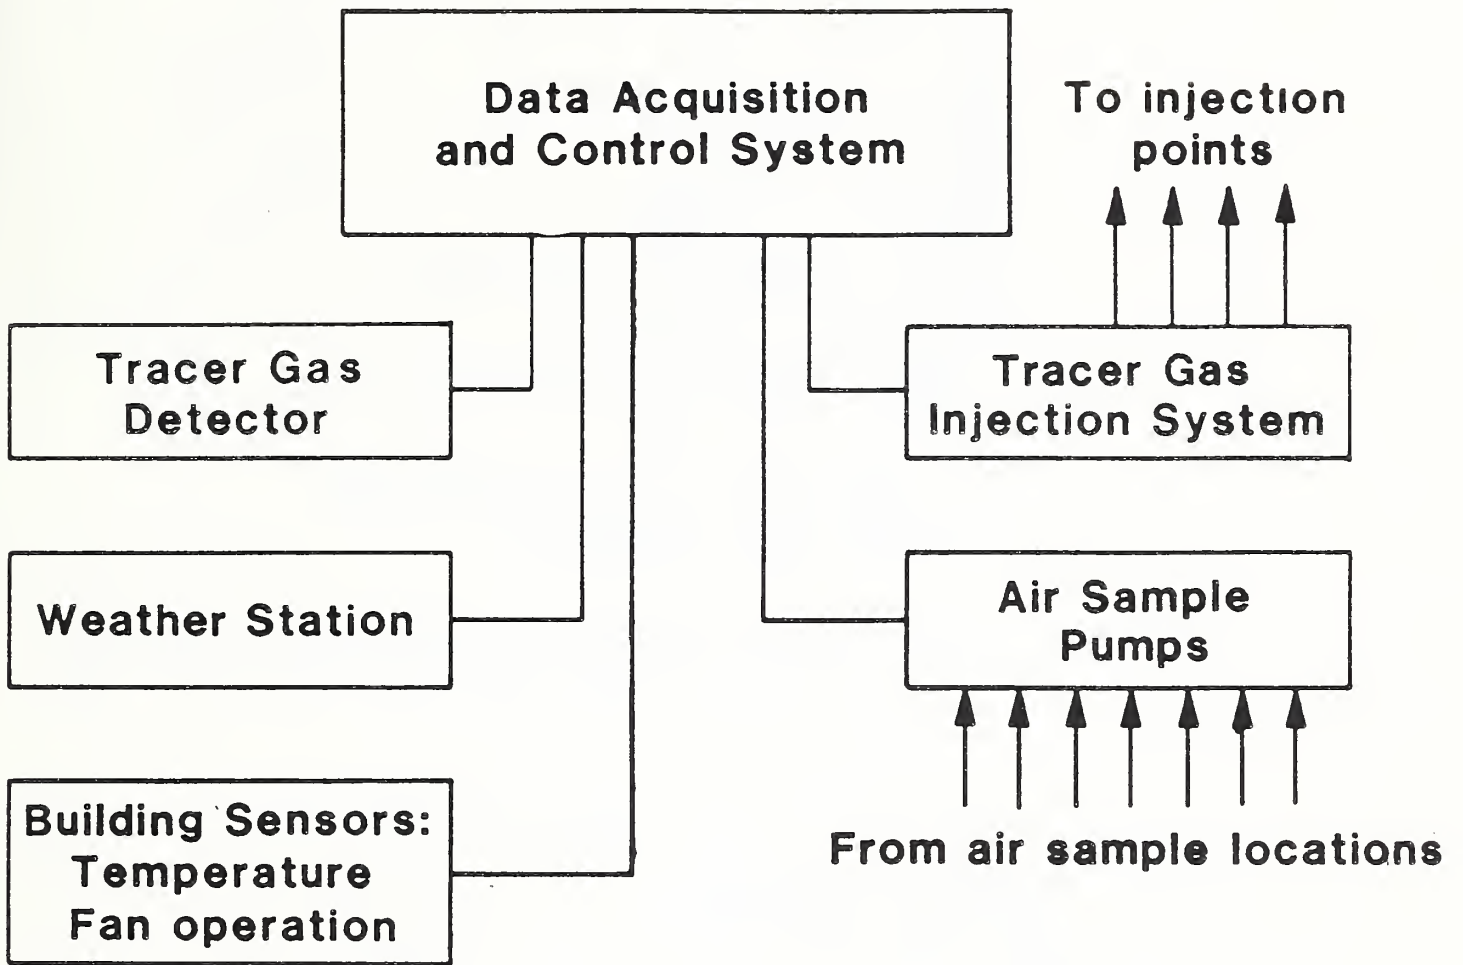 Data Acquisition
and Control System
To injection
points
Tracer Gas
Detector
Tracer Gas
Injection System
Weather Station
Air Sample
Pumps
Building Sensors:
Temperature
Fan operation
From air sample locations